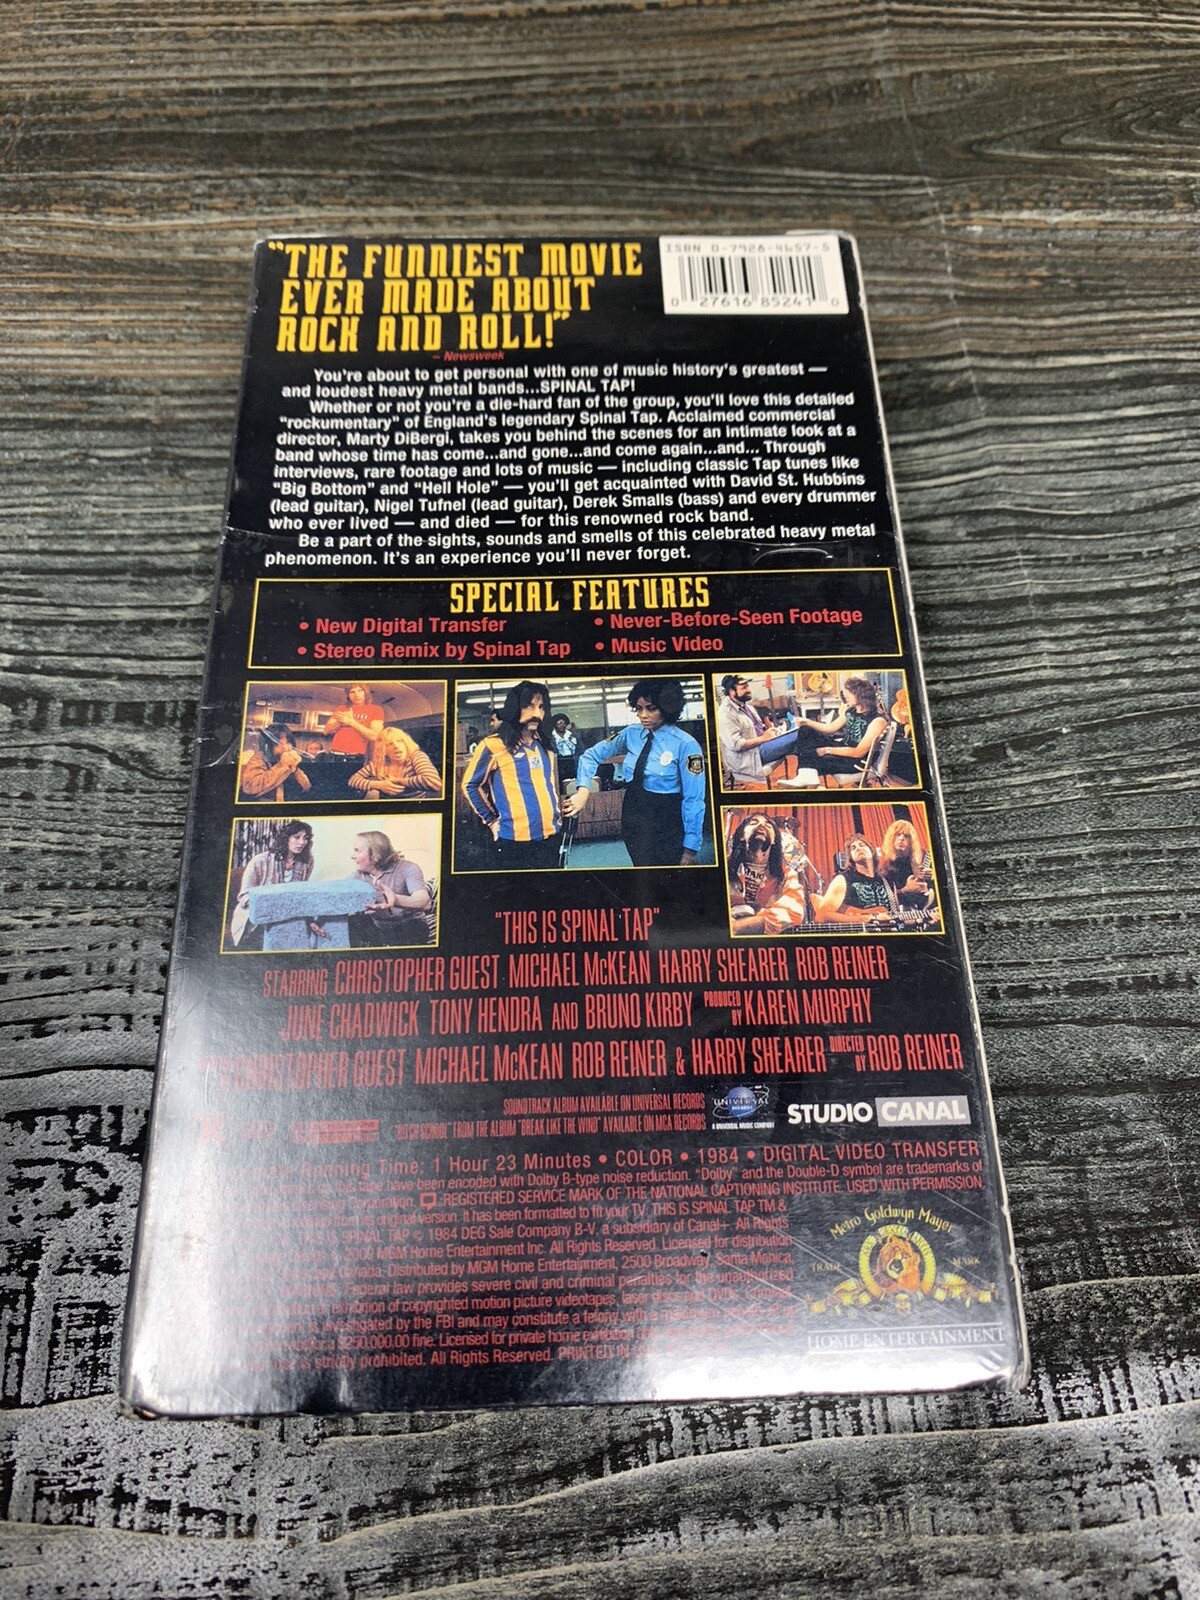 "THE FUNNIEST MOVIE
EVER MADE ABOUT
ROCK AND ROLL!"
– Newsweek
ISBN 0-7928-4657-5
0 27616 85241 0
You're about to get personal with one of music history's greatest —
and loudest heavy metal bands...SPINAL TAP!
Whether or not you're a die-hard fan of the group, you'll love this detailed
"rockumentary" of England's legendary Spinal Tap. Acclaimed commercial
director, Marty DiBergi, takes you behind the scenes for an intimate look at a
band whose time has come...and gone...and come again...and... Through
interviews, rare footage and lots of music — including classic Tap tunes like
"Big Bottom" and "Hell Hole" — you'll get acquainted with David St. Hubbins
(lead guitar), Nigel Tufnel (lead guitar), Derek Smalls (bass) and every drummer
who ever lived — and died — for this renowned rock band.
Be a part of the sights, sounds and smells of this celebrated heavy metal
phenomenon. It's an experience you'll never forget.
SPECIAL FEATURES
• New Digital Transfer
• Stereo Remix by Spinal Tap
• Never-Before-Seen Footage
• Music Video
"THIS IS SPINAL TAP"
STARRING CHRISTOPHER GUEST MICHAEL McKEAN HARRY SHEARER ROB REINER
JUNE CHADWICK TONY HENDRA AND BRUNO KIRBY PRODUCED BY KAREN MURPHY
CHRISTOPHER GUEST MICHAEL McKEAN ROB REINER & HARRY SHEARER DIRECTED BY ROB REINER
SOUNDTRACK ALBUM AVAILABLE ON UNIVERSAL RECORDS
"BITCH SCHOOL" FROM THE ALBUM "BREAK LIKE THE WIND" AVAILABLE ON MCA RECORDS
UNIVERSAL
RECORDS
A UNIVERSAL MUSIC COMPANY
STUDIO CANAL
Running Time: 1 Hour 23 Minutes • COLOR • 1984 • DIGITAL VIDEO TRANSFER
this tape have been encoded with Dolby B-type noise reduction. "Dolby" and the Double-D symbol are trademarks of
Corporation. REGISTERED SERVICE MARK OF THE NATIONAL CAPTIONING INSTITUTE. USED WITH PERMISSION.
from its original version. It has been formatted to fit your TV. THIS IS SPINAL TAP TM &
THIS IS SPINAL TAP © 1984 DEG Sale Company B-V, a subsidiary of Canal+ All Rights
MGM Home Entertainment Inc. All Rights Reserved. Licensed for distribution
Canada. Distributed by MGM Home Entertainment, 2500 Broadway, Santa Monica,
Federal law provides severe civil and criminal penalties for the unauthorized
exhibition of copyrighted motion picture videotapes, laser discs and DVDs.
investigated by the FBI and may constitute a felony with a maximum
a $250,000.00 fine. Licensed for private home exhibition
is strictly prohibited. All Rights Reserved. PRINTED IN
Metro Goldwyn Mayer
TRADE MARK
HOME ENTERTAINMENT